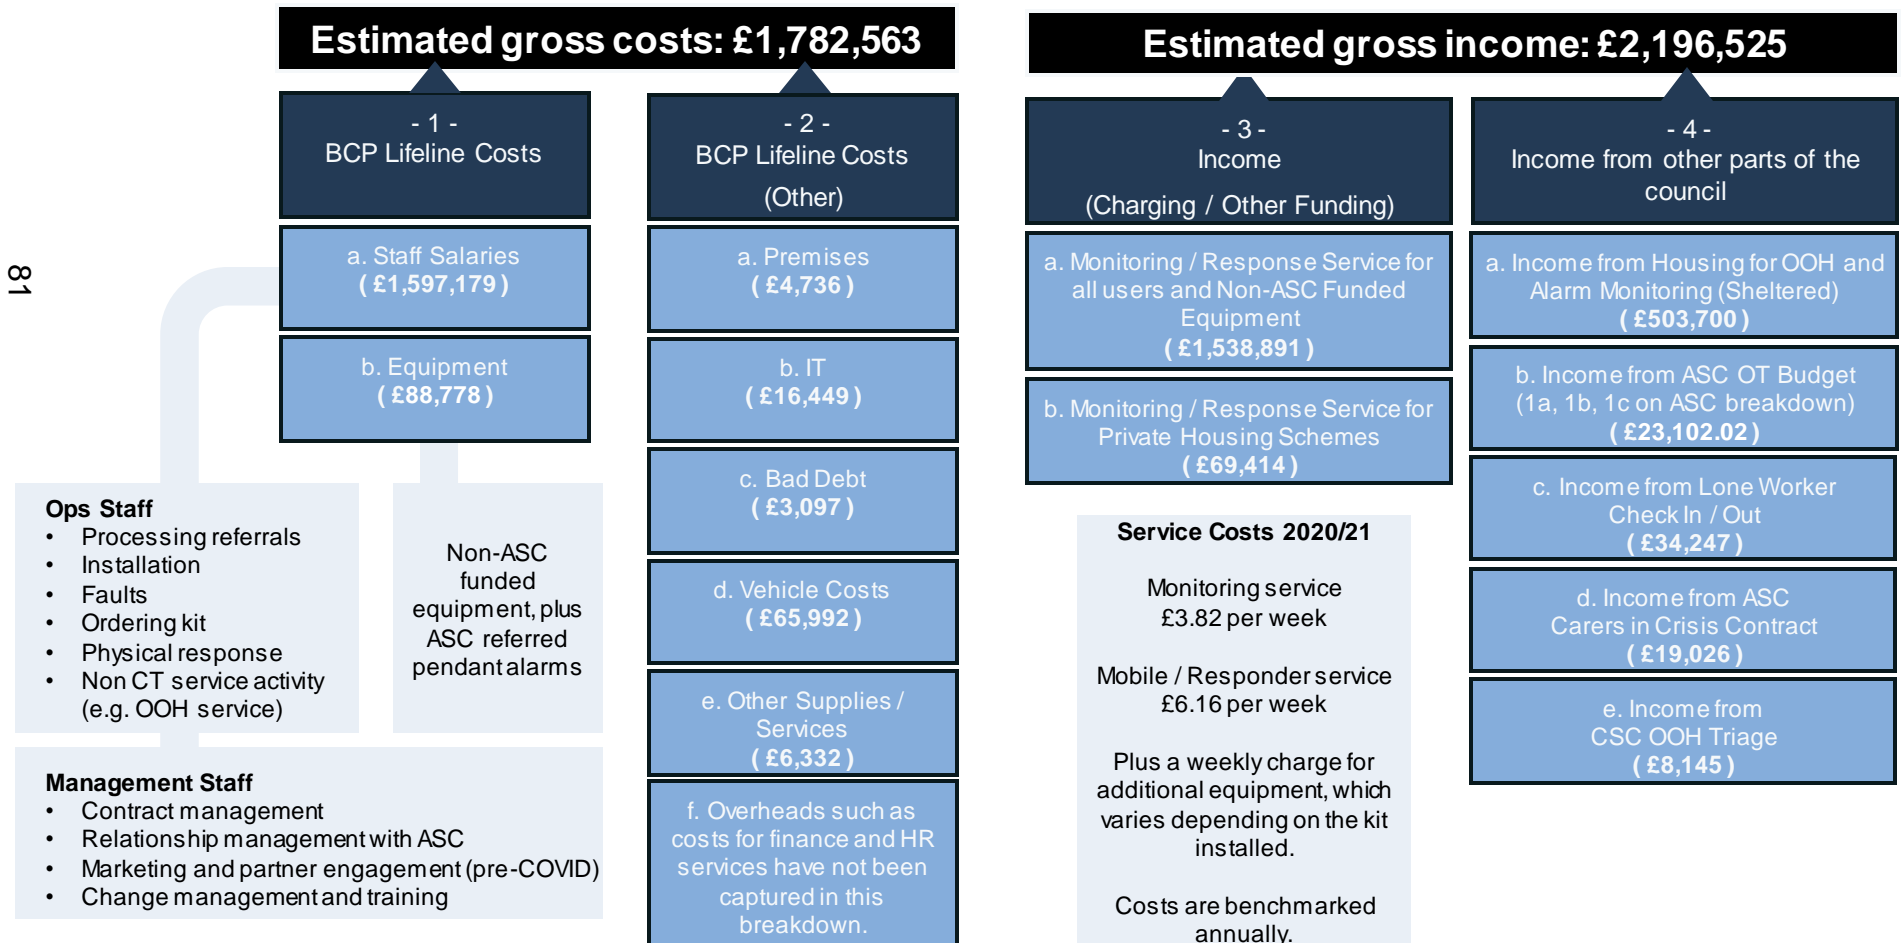 Estimated gross costs: £1,782,563
- 1 -
BCP Lifeline Costs
a. Staff Salaries
( £1,597,179 )
b. Equipment
( £88,778 )
Ops Staff
• Processing referrals
• Installation
• Faults
• Ordering kit
• Physical response
• Non CT service activity
(e.g. OOH service)
Non-ASC
funded
equipment, plus
ASC referred
pendant alarms
Management Staff
• Contract management
• Relationship management with ASC
• Marketing and partner engagement (pre-COVID)
• Change management and training
- 2 -
BCP Lifeline Costs
(Other)
a. Premises
( £4,736 )
b. IT
( £16,449 )
c. Bad Debt
( £3,097 )
d. Vehicle Costs
( £65,992 )
e. Other Supplies /
Services
( £6,332 )
f. Overheads such as
costs for finance and HR
services have not been
captured in this
breakdown.
Estimated gross income: £2,196,525
- 3 -
Income
(Charging / Other Funding)
a. Monitoring / Response Service for
all users and Non-ASC Funded
Equipment
( £1,538,891 )
b. Monitoring / Response Service for
Private Housing Schemes
( £69,414 )
Service Costs 2020/21
Monitoring service
£3.82 per week
Mobile / Responder service
£6.16 per week
Plus a weekly charge for
additional equipment, which
varies depending on the kit
installed.
Costs are benchmarked
annually.
- 4 -
Income from other parts of the
council
a. Income from Housing for OOH and
Alarm Monitoring (Sheltered)
( £503,700 )
b. Income from ASC OT Budget
(1a, 1b, 1c on ASC breakdown)
( £23,102.02 )
c. Income from Lone Worker
Check In / Out
( £34,247 )
d. Income from ASC
Carers in Crisis Contract
( £19,026 )
e. Income from
CSC OOH Triage
( £8,145 )
81